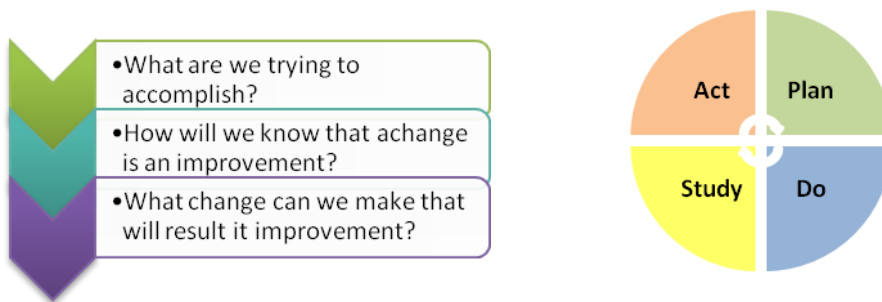 •What are we trying to
accomplish?
•How will we know that achange
is an improvement?
•What change can we make that
will result it improvement?
Act
Plan
Study
Do